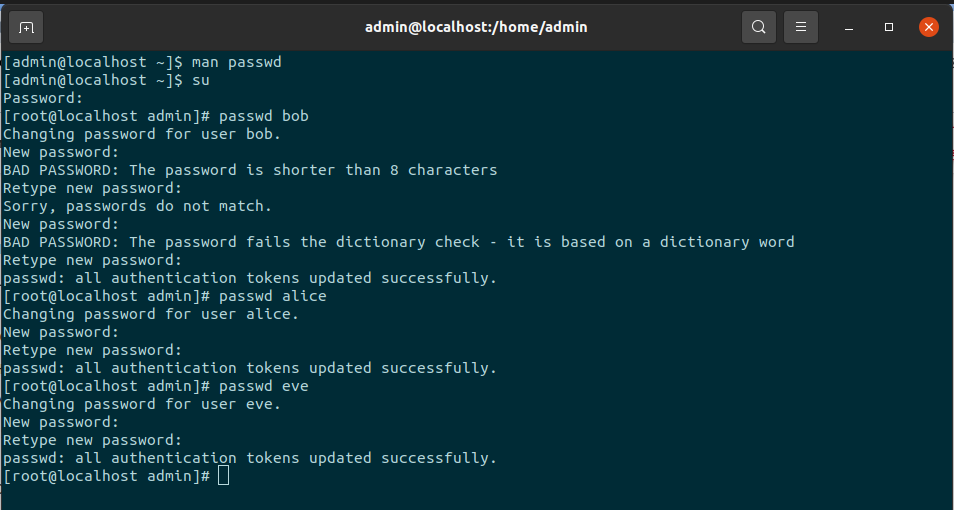 admin@localhost:/home/admin
[admin@localhost ~]$ man passwd
[admin@localhost ~]$ su
Password:
[root@localhost admin]# passwd bob
Changing password for user bob.
New password:
BAD PASSWORD: The password is shorter than 8 characters
Retype new password:
Sorry, passwords do not match.
New password:
BAD PASSWORD: The password fails the dictionary check - it is based on a dictionary word
Retype new password:
passwd: all authentication tokens updated successfully.
[root@localhost admin]# passwd alice
Changing password for user alice.
New password:
Retype new password:
passwd: all authentication tokens updated successfully.
[root@localhost admin]# passwd eve
Changing password for user eve.
New password:
Retype new password:
passwd: all authentication tokens updated successfully.
[root@localhost admin]#